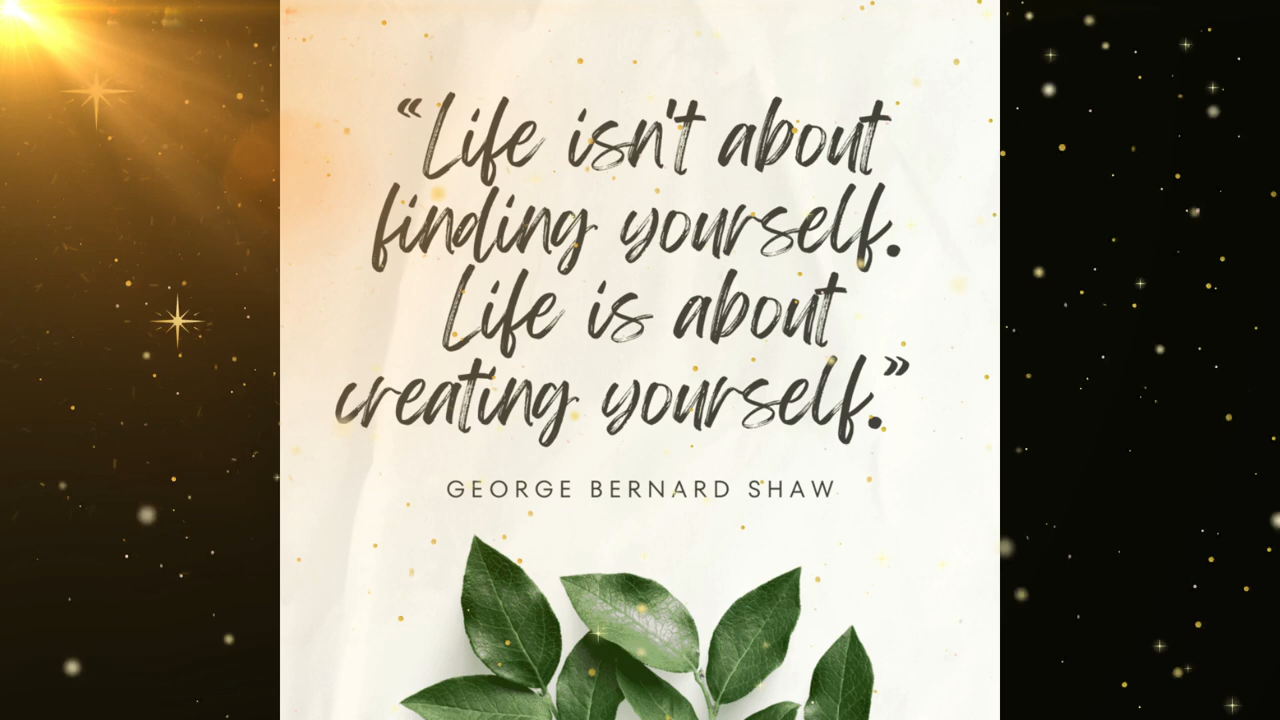 “Life isn't about
finding yourself.
Life is about
creating yourself.”
GEORGE BERNARD SHAW